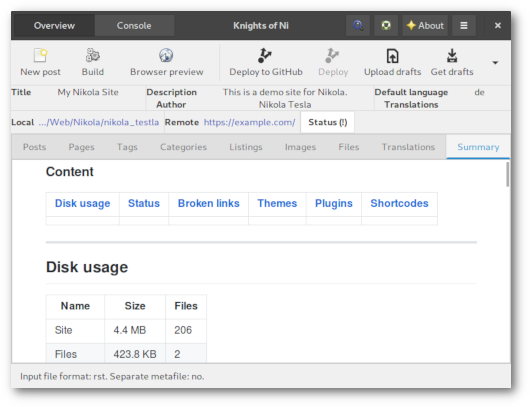 Overview Console Knights of Ni About
New post Build Browser preview Deploy to GitHub Deploy Upload drafts Get drafts
Title My Nikola Site Description This is a demo site for Nikola. Default language de
Author Nikola Tesla Translations
Local .../Web/Nikola/nikola_testla Remote https://example.com/ Status (!)
Posts Pages Tags Categories Listings Images Files Translations Summary
Content
Disk usage Status Broken links Themes Plugins Shortcodes
Disk usage
Name Size Files
Site 4.4 MB 206
Files 423.8 KB 2
Input file format: rst. Separate metafile: no.